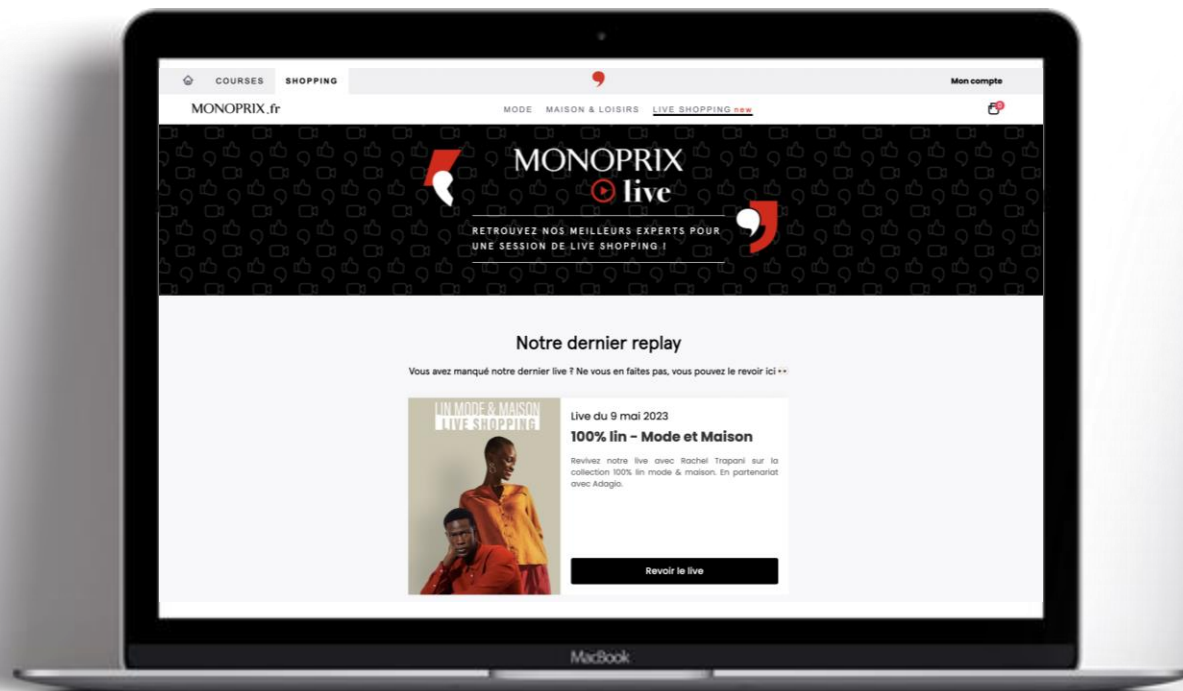 COURSES SHOPPING Mon compte
MONOPRIX.fr MODE MAISON & LOISIRS LIVE SHOPPING new 0
MONOPRIX
live
RETROUVEZ NOS MEILLEURS EXPERTS POUR
UNE SESSION DE LIVE SHOPPING !
Notre dernier replay
Vous avez manqué notre dernier live ? Ne vous en faites pas, vous pouvez le revoir ici
LIN MODE & MAISON
LIVE SHOPPING
Live du 9 mai 2023
100% lin - Mode et Maison
Revivez notre live avec Rachel Trapani sur la
collection 100% lin mode & maison. En partenariat
avec Adagio.
Revoir le live
MacBook